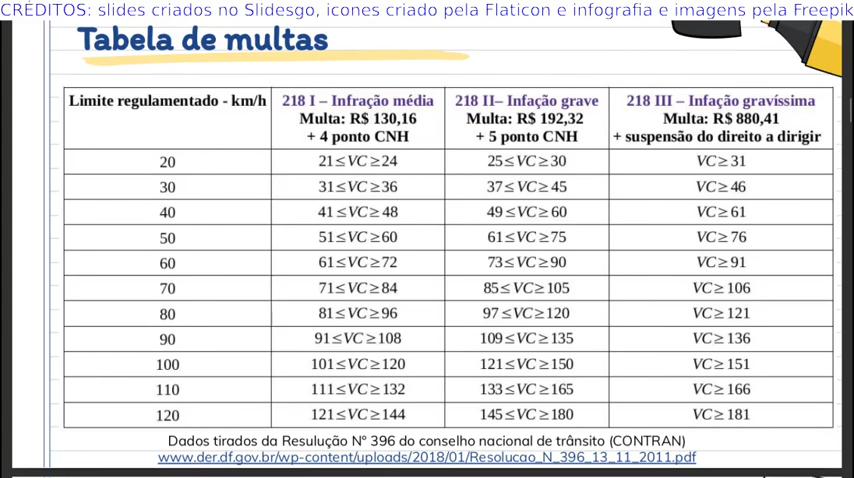 CRÉDITOS: slides criados no Slidesgo, icones criado pela Flaticon e infografia e imagens pela Freepik
Tabela de multas
Limite regulamentado - km/h 218 I – Infração média 218 II– Infação grave 218 III – Infação gravíssima
Multa: R$ 130,16 Multa: R$ 192,32 Multa: R$ 880,41
+ 4 ponto CNH + 5 ponto CNH + suspensão do direito a dirigir
20 21≤VC≥24 25≤VC≥30 VC≥31
30 31≤VC≥36 37≤VC≥45 VC≥46
40 41≤VC≥48 49≤VC≥60 VC≥61
50 51≤VC≥60 61≤VC≥75 VC≥76
60 61≤VC≥72 73≤VC≥90 VC≥91
70 71≤VC≥84 85≤VC≥105 VC≥106
80 81≤VC≥96 97≤VC≥120 VC≥121
90 91≤VC≥108 109≤VC≥135 VC≥136
100 101≤VC≥120 121≤VC≥150 VC≥151
110 111≤VC≥132 133≤VC≥165 VC≥166
120 121≤VC≥144 145≤VC≥180 VC≥181
Dados tirados da Resolução Nº 396 do conselho nacional de trânsito (CONTRAN)
www.der.df.gov.br/wp-content/uploads/2018/01/Resolucao_N_396_13_11_2011.pdf